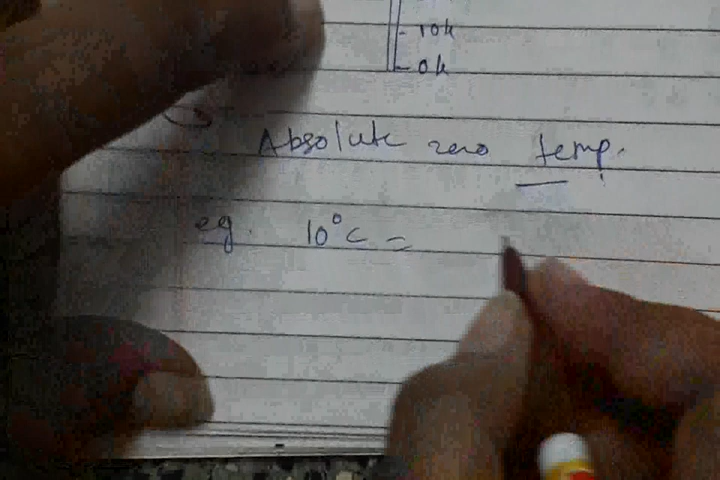 10k
0k
Absolute zero temp.
eg. 10°C =